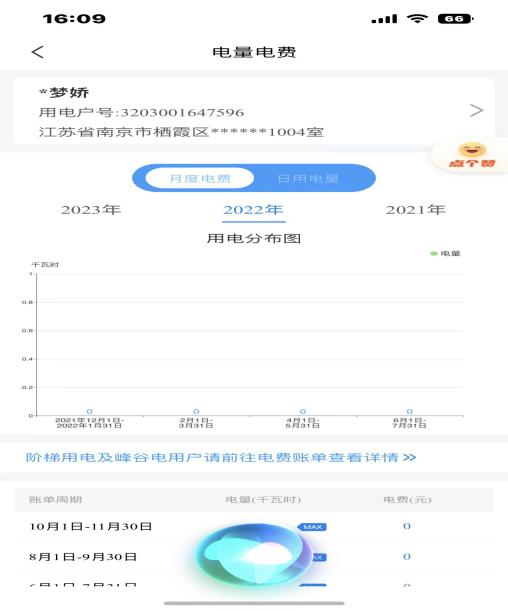 16:09
66
电量电费
*梦娇
用电户号:3203001647596
江苏省南京市栖霞区******1004室
点个赞
月度电费 日用电量
2023年 2022年 2021年
用电分布图
电量
千瓦时
1
0.8
0.6
0.4
0.2
0
0 0 0 0
2021年12月1日- 2月1日- 4月1日- 6月1日-
2022年1月31日 3月31日 5月31日 7月31日
阶梯用电及峰谷电用户请前往电费账单查看详情
账单周期 电量(千瓦时) 电费(元)
10月1日-11月30日 MAX 0
8月1日-9月30日 0